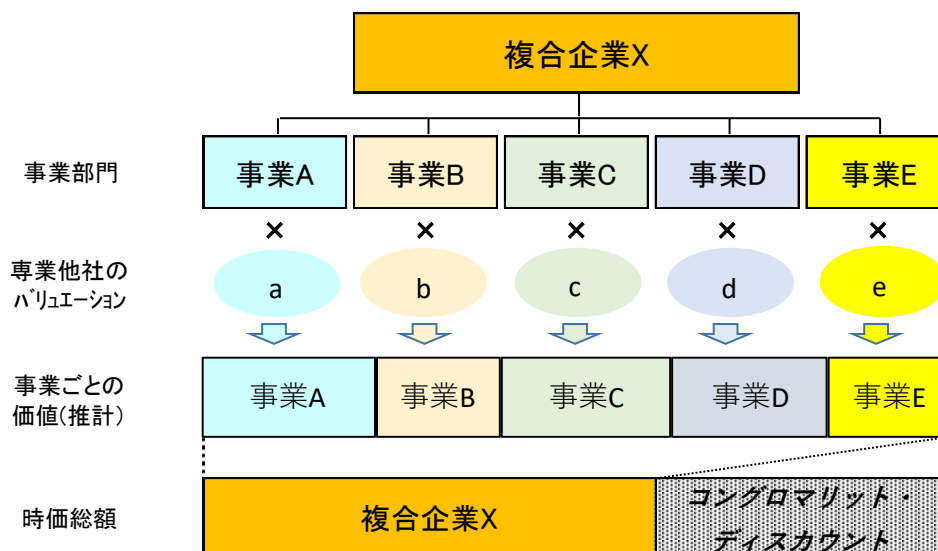 複合企業X
事業部門
事業A 事業B 事業C 事業D 事業E
× × × × ×
専業他社の
バリュエーション
a b c d e
事業ごとの
価値(推計)
事業A 事業B 事業C 事業D 事業E
時価総額
複合企業X
コングロマリット・
ディスカウント